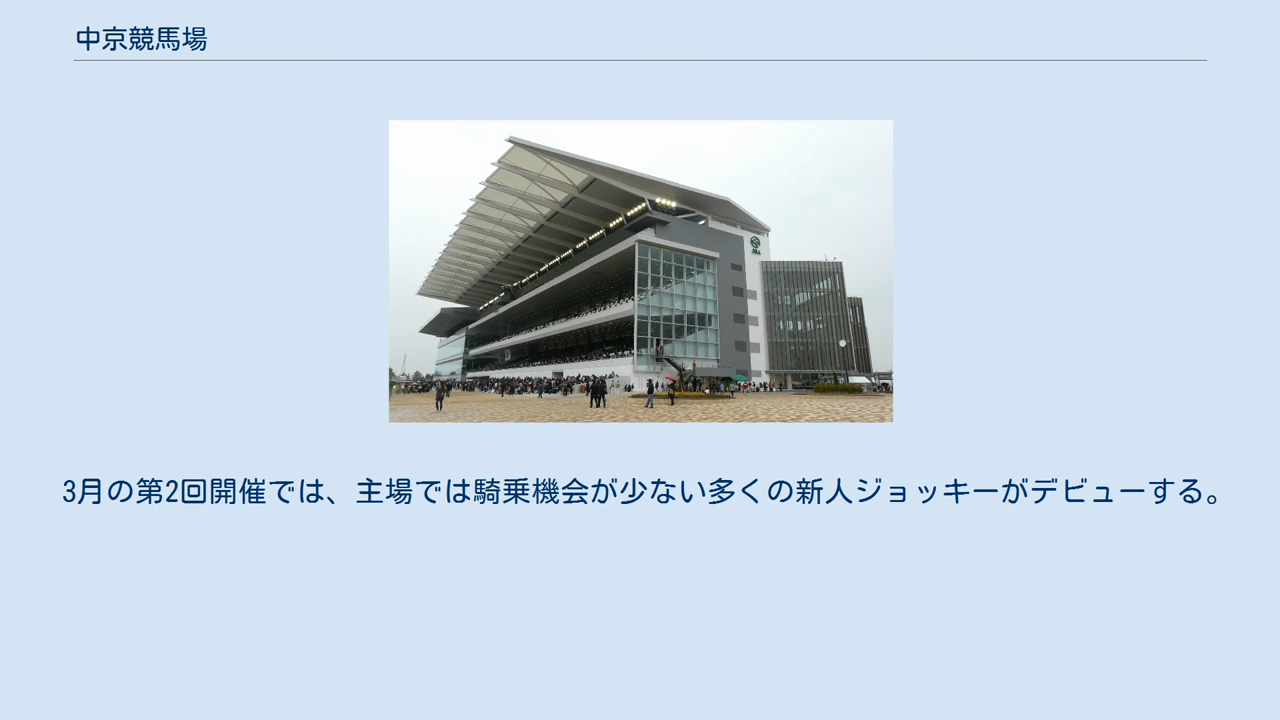 中京競馬場
JRA
3月の第2回開催では、主場では騎乗機会が少ない多くの新人ジョッキーがデビューする。